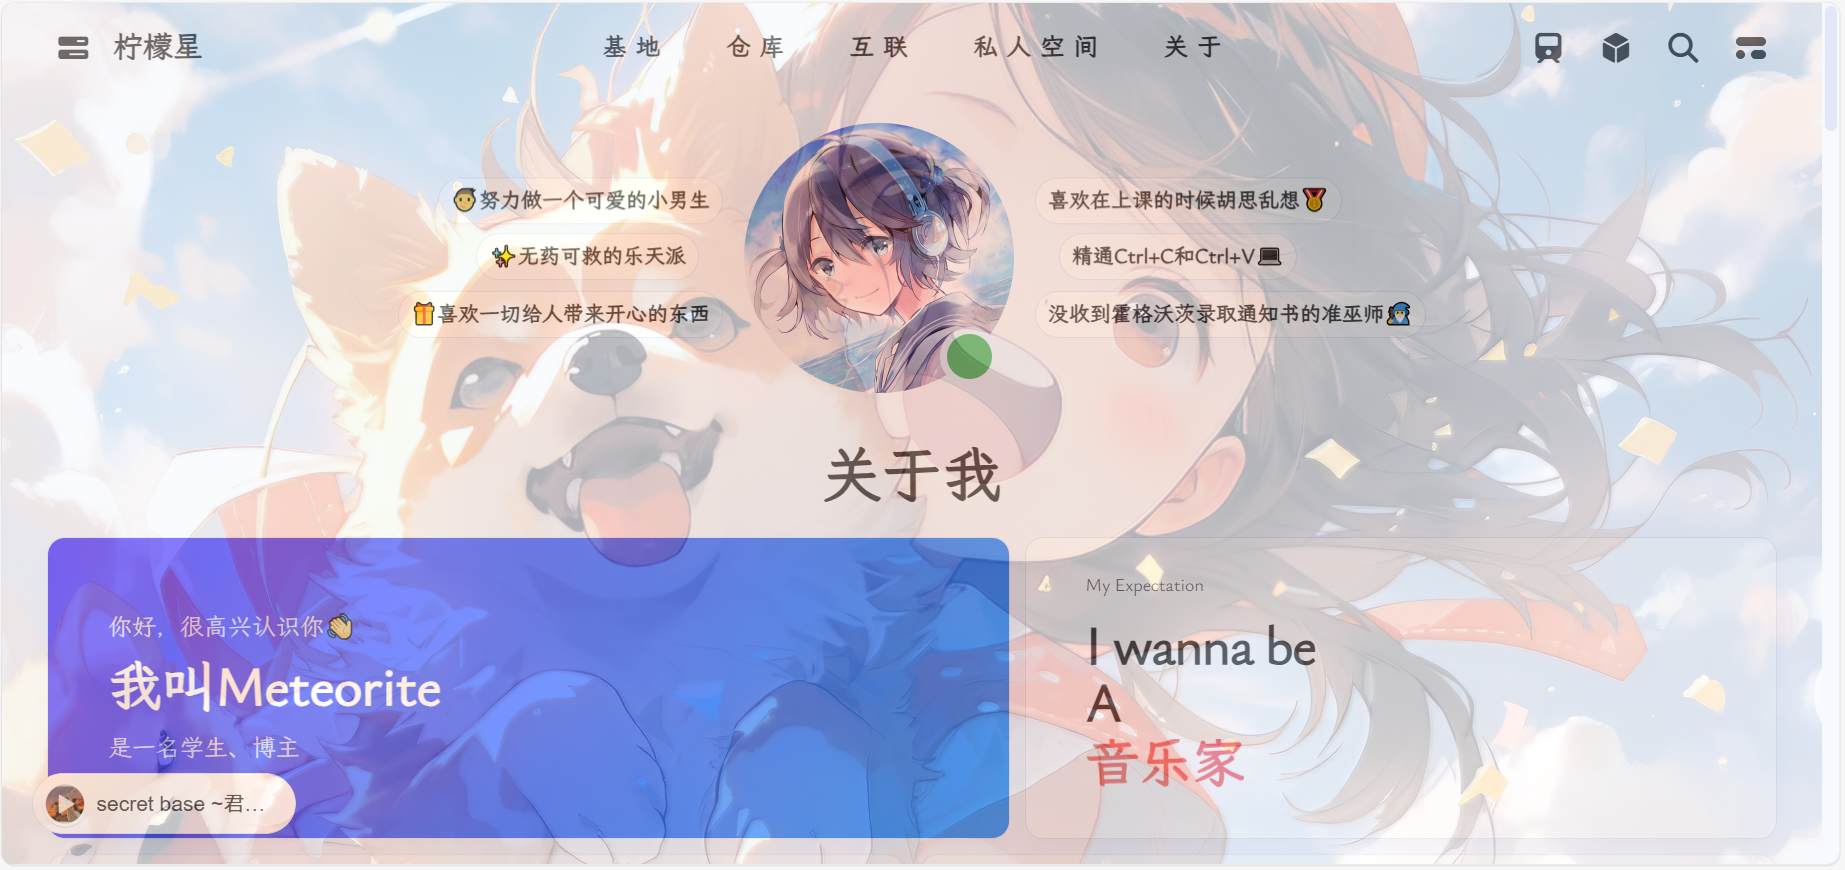 柠檬星
基地 仓库 互联 私人空间 关于
👦努力做一个可爱的小男生
✨无药可救的乐天派
🎁喜欢一切给人带来开心的东西
喜欢在上课的时候胡思乱想🏅
精通Ctrl+C和Ctrl+V💻
没收到霍格沃茨录取通知书的准巫师🧙
关于我
你好，很高兴认识你👋
我叫Meteorite
是一名学生、博主
My Expectation
I wanna be
A
音乐家
secret base ~君…